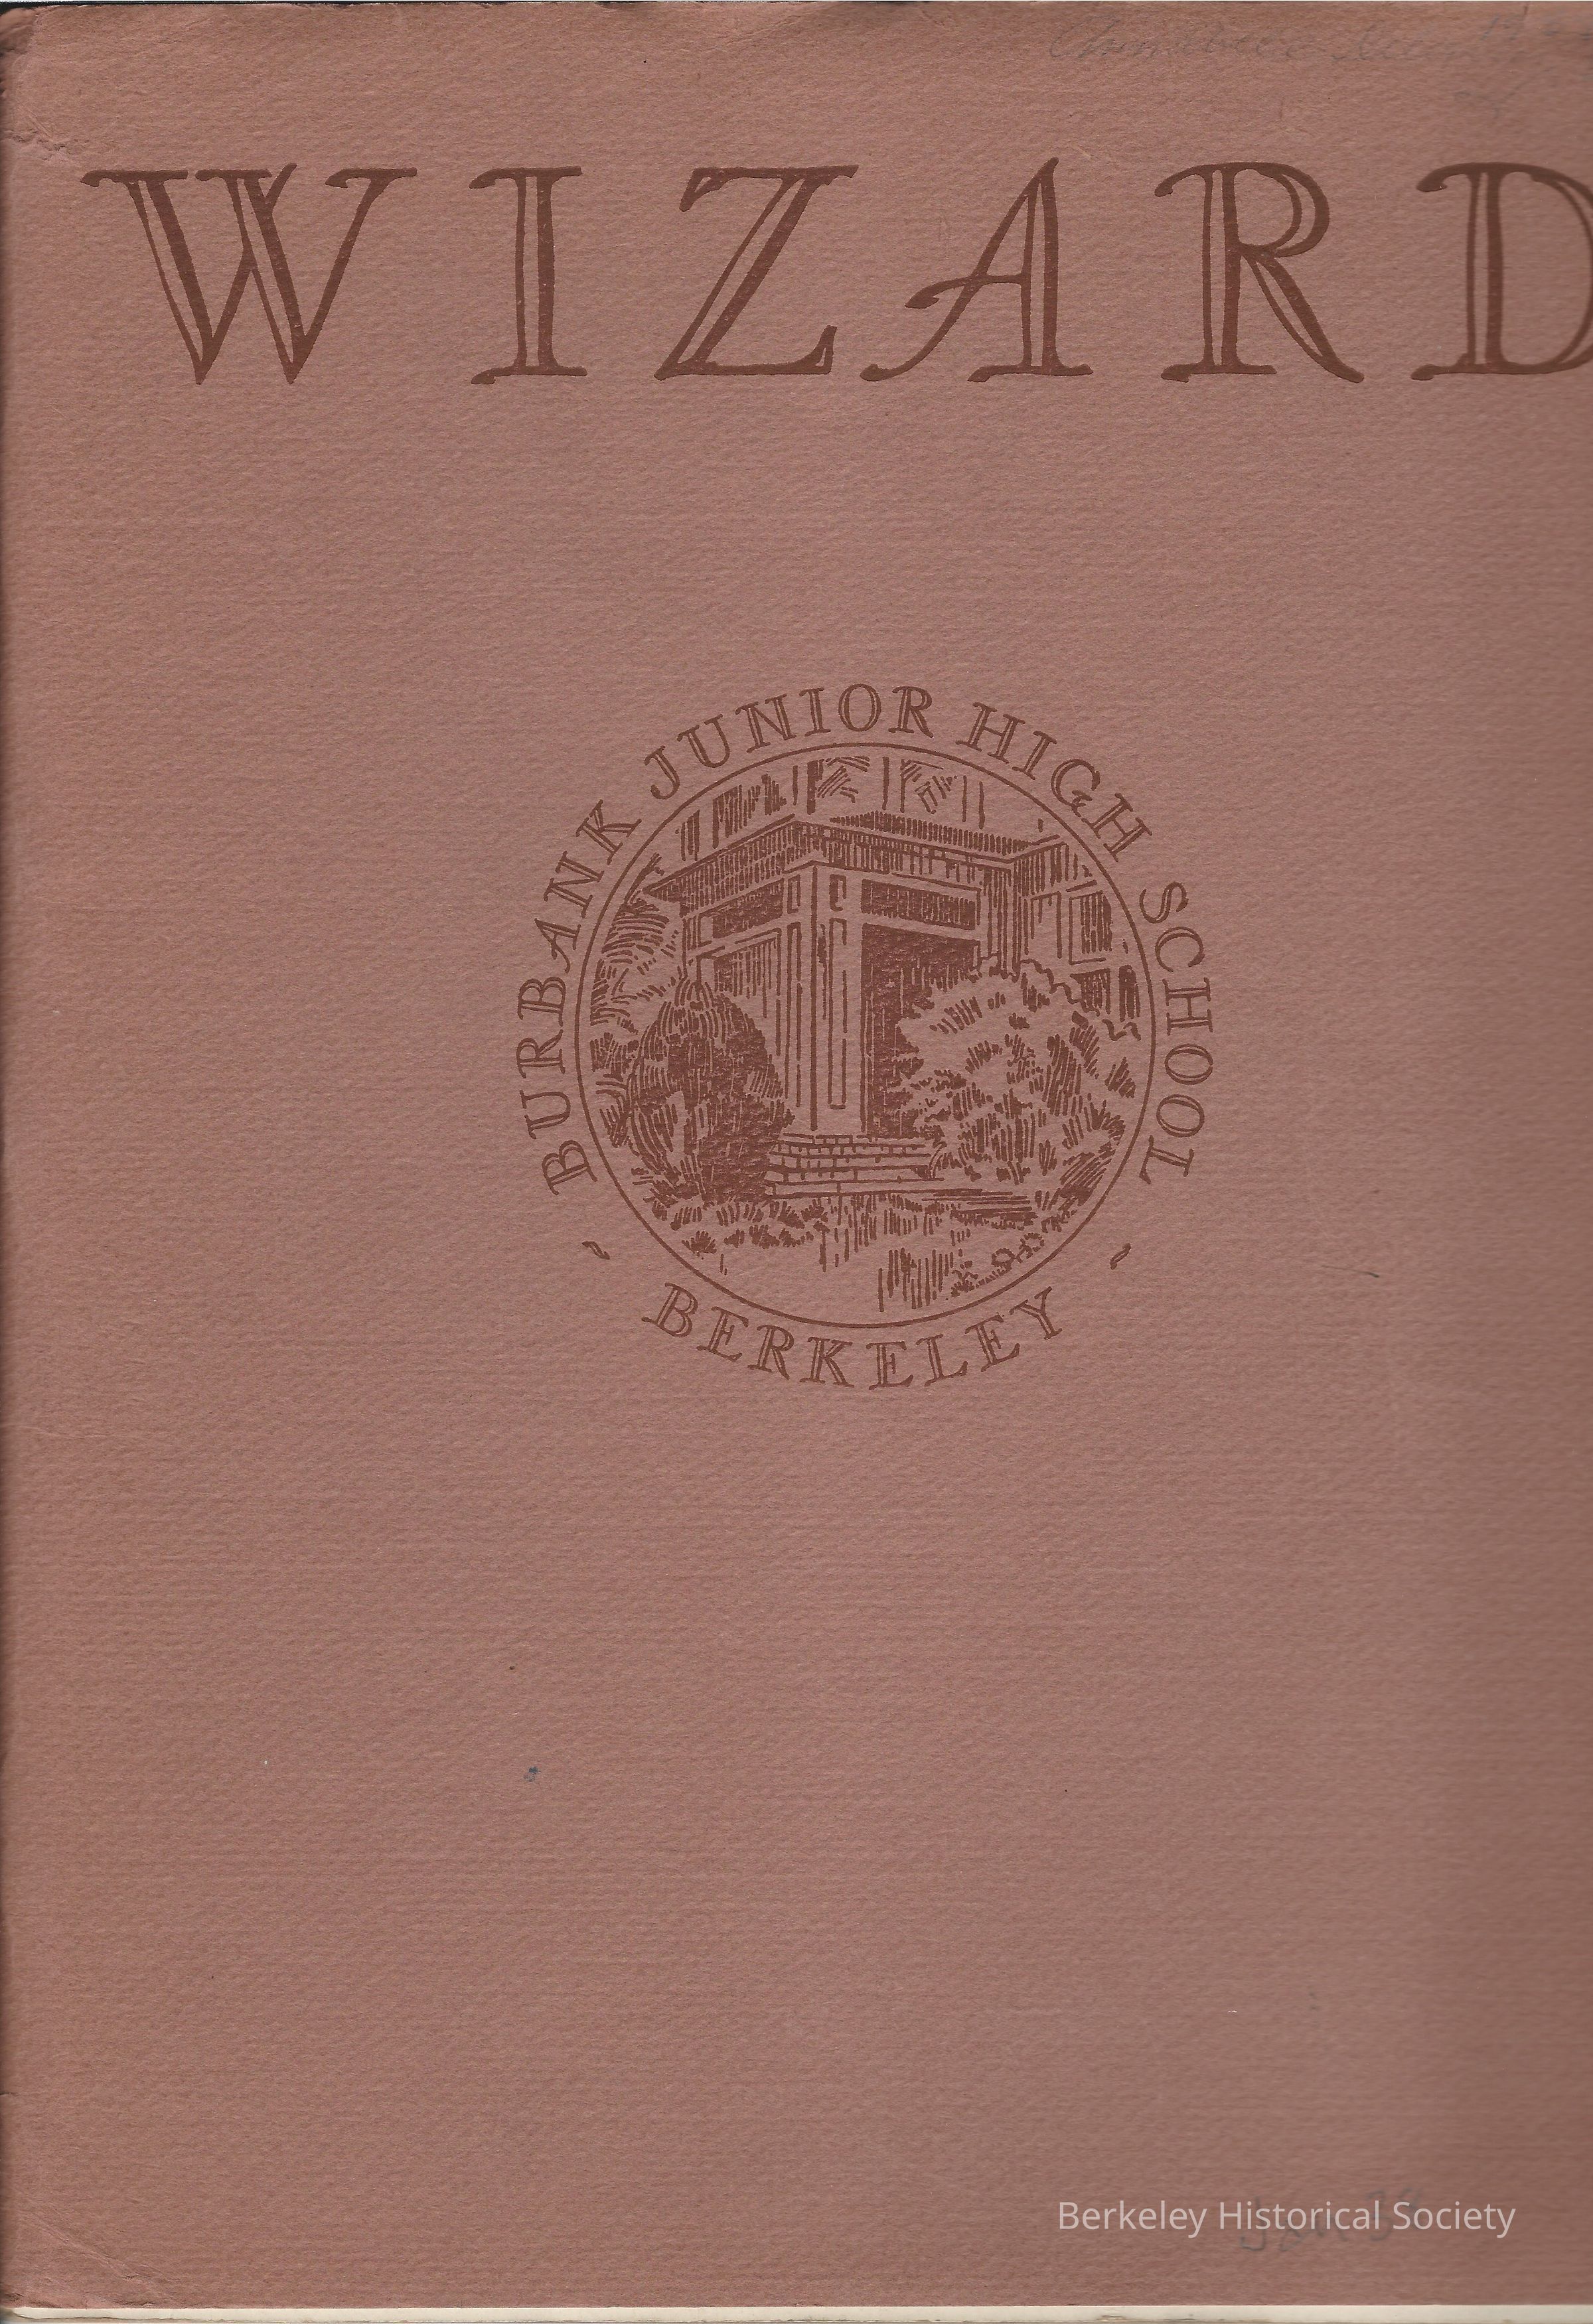 WIZARD
BURBANK JUNIOR HIGH SCHOOL
BERKELEY
Berkeley Historical Society